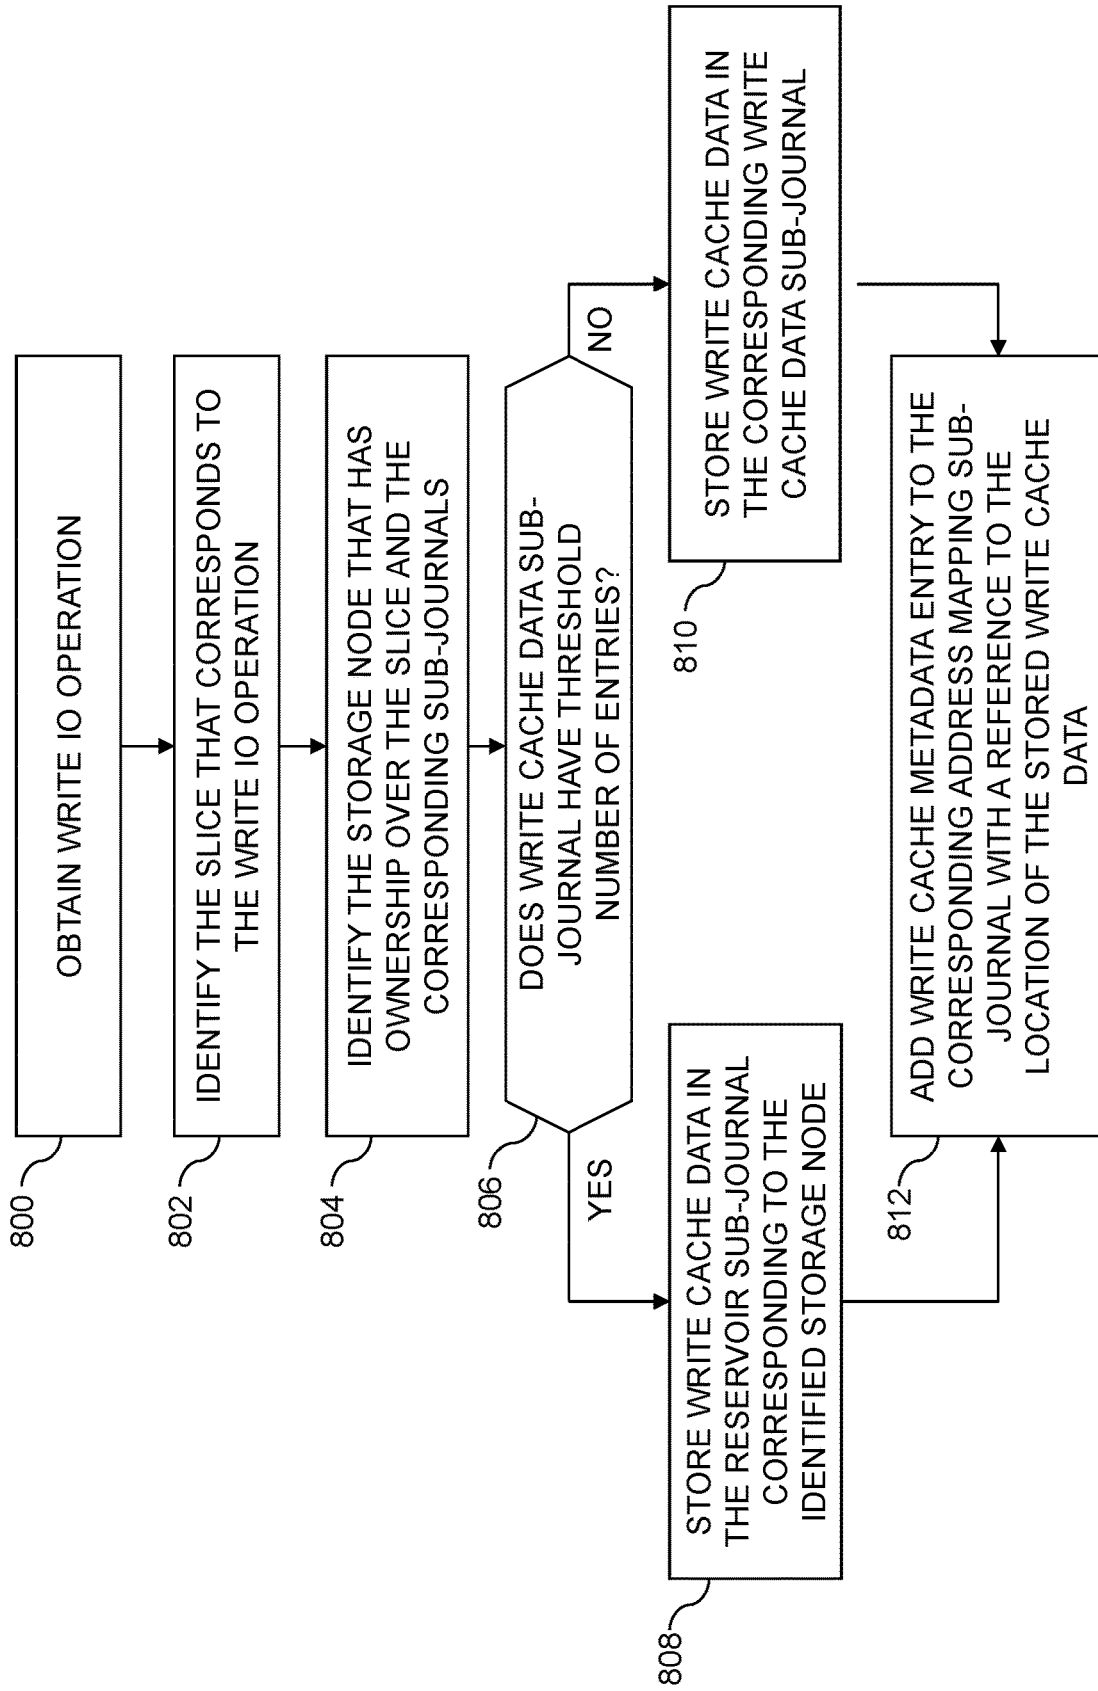 800
OBTAIN WRITE IO OPERATION
802
IDENTIFY THE SLICE THAT CORRESPONDS TO
THE WRITE IO OPERATION
804
IDENTIFY THE STORAGE NODE THAT HAS
OWNERSHIP OVER THE SLICE AND THE
CORRESPONDING SUB-JOURNALS
806
DOES WRITE CACHE DATA SUB-
JOURNAL HAVE THRESHOLD
NUMBER OF ENTRIES?
YES
NO
808
STORE WRITE CACHE DATA IN
THE RESERVOIR SUB-JOURNAL
CORRESPONDING TO THE
IDENTIFIED STORAGE NODE
810
STORE WRITE CACHE DATA IN
THE CORRESPONDING WRITE
CACHE DATA SUB-JOURNAL
812
ADD WRITE CACHE METADATA ENTRY TO THE
CORRESPONDING ADDRESS MAPPING SUB-
JOURNAL WITH A REFERENCE TO THE
LOCATION OF THE STORED WRITE CACHE
DATA